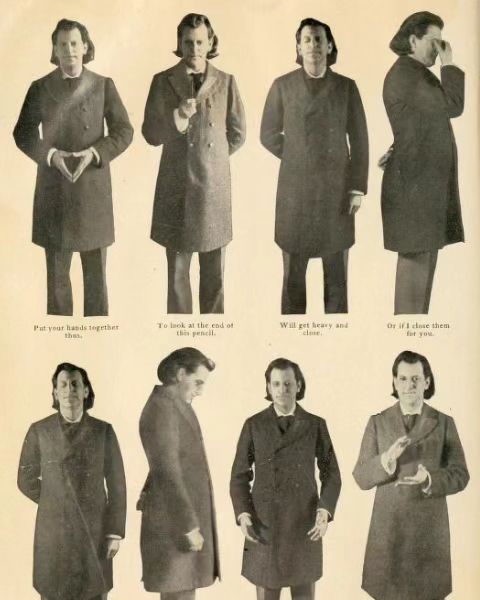 Put your hands together
thus.
To look at the end of
this pencil.
Will get heavy and
close.
Or if I close them
for you.